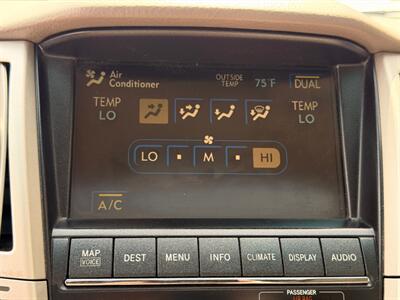 Air
Conditioner
OUTSIDE
TEMP
75°F
DUAL
TEMP
LO
TEMP
LO
LO
M
HI
A/C
MAP
VOICE
DEST
MENU
INFO
CLIMATE
DISPLAY
AUDIO
PASSENGER